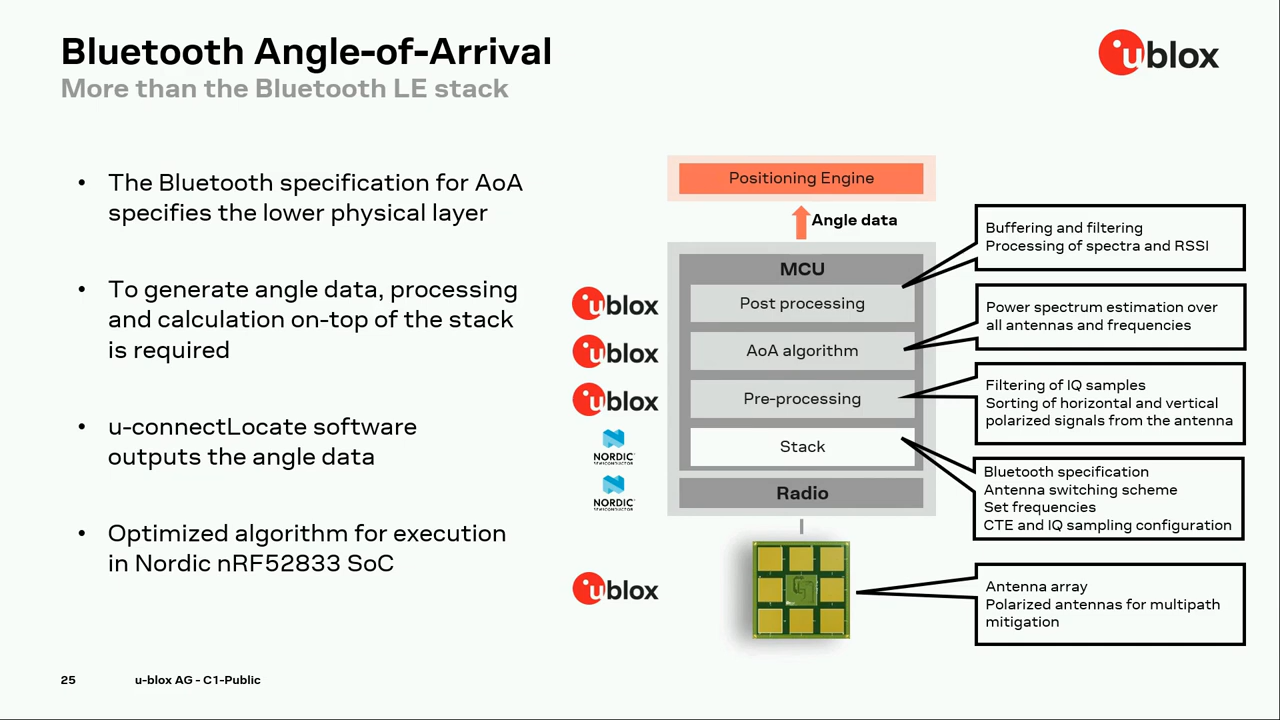 Bluetooth Angle-of-Arrival
More than the Bluetooth LE stack
ublox
• The Bluetooth specification for AoA
specifies the lower physical layer
• To generate angle data, processing
and calculation on-top of the stack
is required
• u-connectLocate software
outputs the angle data
• Optimized algorithm for execution
in Nordic nRF52833 SoC
Positioning Engine
Angle data
MCU
ublox
Post processing
Buffering and filtering
Processing of spectra and RSSI
ublox
AoA algorithm
Power spectrum estimation over
all antennas and frequencies
ublox
Pre-processing
Filtering of IQ samples
Sorting of horizontal and vertical
polarized signals from the antenna
NORDIC
SEMICONDUCTOR
Stack
Bluetooth specification
Antenna switching scheme
Set frequencies
CTE and IQ sampling configuration
NORDIC
SEMICONDUCTOR
Radio
ublox
Antenna array
Polarized antennas for multipath
mitigation
25
u-blox AG - C1-Public